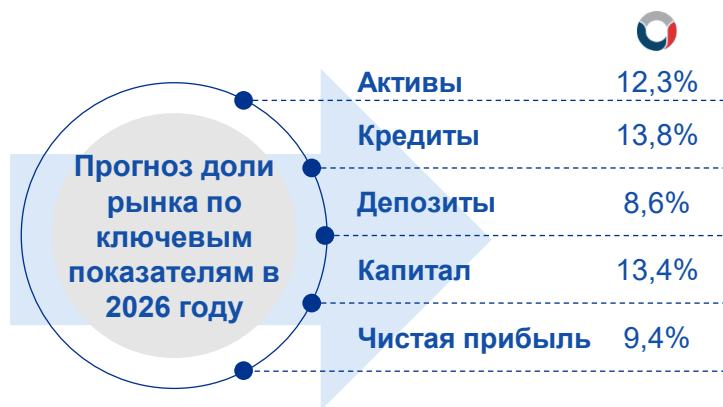 Прогноз доли
рынка по
ключевым
показателям в
2026 году
Активы 12,3%
Кредиты 13,8%
Депозиты 8,6%
Капитал 13,4%
Чистая прибыль 9,4%